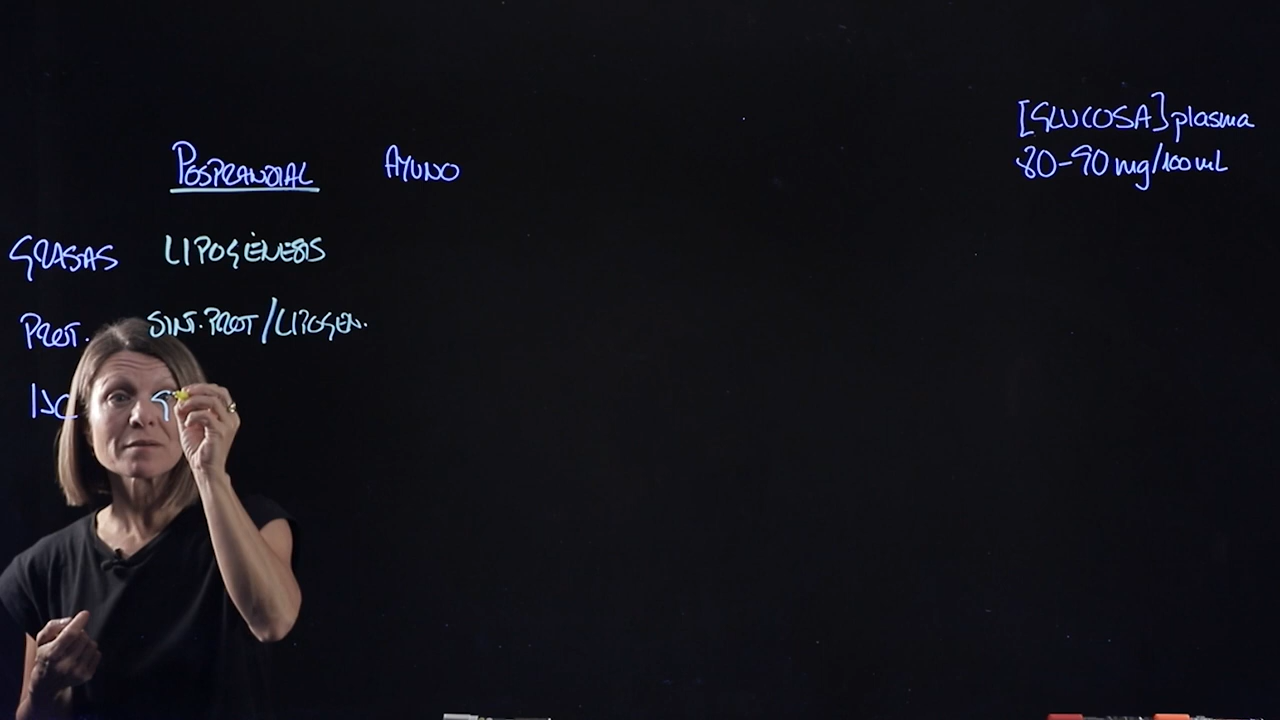 [GLUCOSA] plasma
80-90 mg/100 mL
POSPRANDIAL AYUNO
GRASAS LIPOGÉNESIS
PROT. SINT. PROT/LIPOGEN.